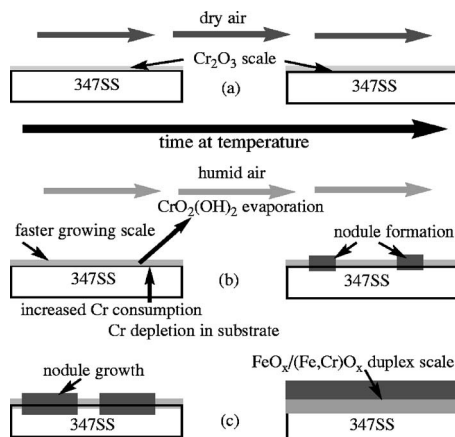 dry air
Cr₂O₃ scale
347SS
(a)
347SS
time at temperature
humid air
CrO₂(OH)₂ evaporation
faster growing scale
nodule formation
347SS
(b)
347SS
increased Cr consumption
Cr depletion in substrate
nodule growth
FeOₓ/(Fe,Cr)Oₓ duplex scale
347SS
(c)
347SS